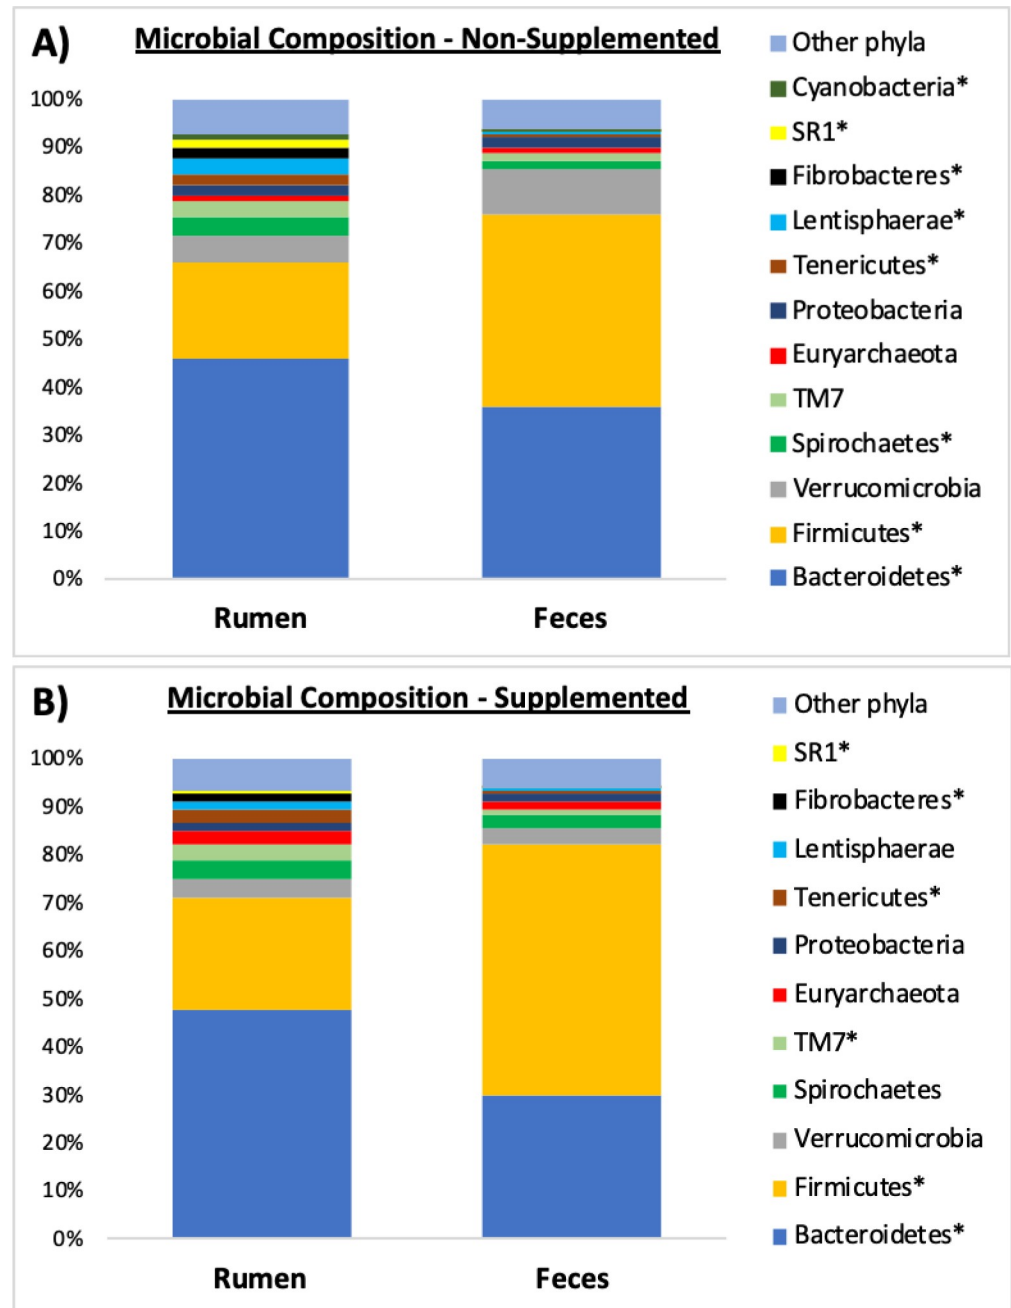 A)
Microbial Composition - Non-Supplemented
100%
90%
80%
70%
60%
50%
40%
30%
20%
10%
0%
Rumen
Feces
Other phyla
Cyanobacteria*
SR1*
Fibrobacteres*
Lentisphaerae*
Tenericutes*
Proteobacteria
Euryarchaeota
TM7
Spirochaetes*
Verrucomicrobia
Firmicutes*
Bacteroidetes*
B)
Microbial Composition - Supplemented
100%
90%
80%
70%
60%
50%
40%
30%
20%
10%
0%
Rumen
Feces
Other phyla
SR1*
Fibrobacteres*
Lentisphaerae
Tenericutes*
Proteobacteria
Euryarchaeota
TM7*
Spirochaetes
Verrucomicrobia
Firmicutes*
Bacteroidetes*